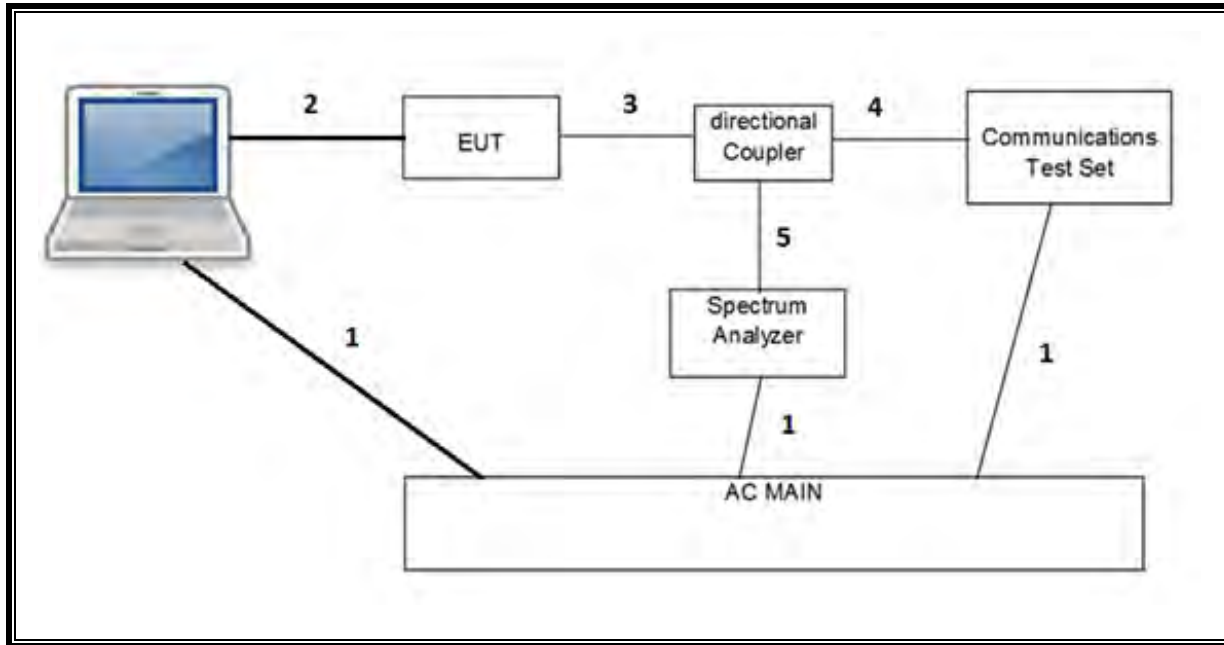 2
EUT
3
directional
Coupler
4
Communications
Test Set
5
Spectrum
Analyzer
1
1
1
AC MAIN